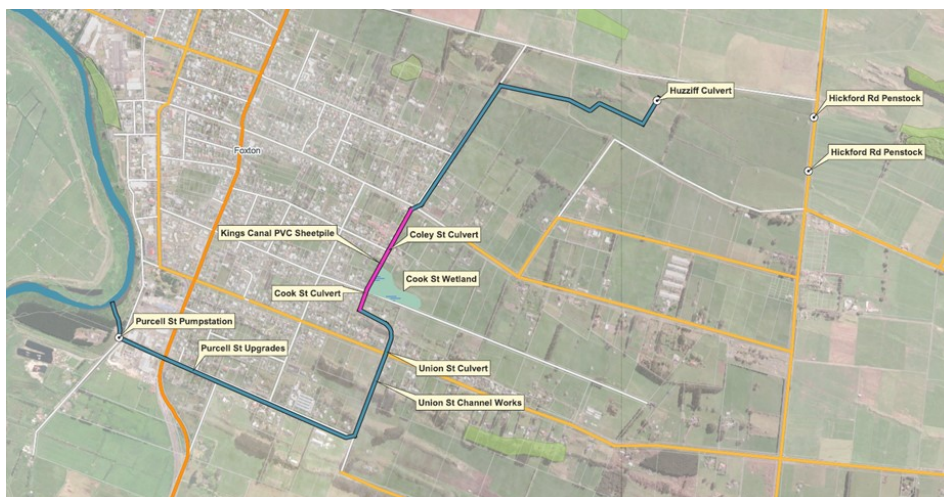 Huzziff Culvert
Hickford Rd Penstock
Foxton
Hickford Rd Penstock
Kings Canal PVC Sheetpile
Coley St Culvert
Cook St Wetland
Cook St Culvert
Purcell St Pumpstation
Purcell St Upgrades
Union St Culvert
Union St Channel Works